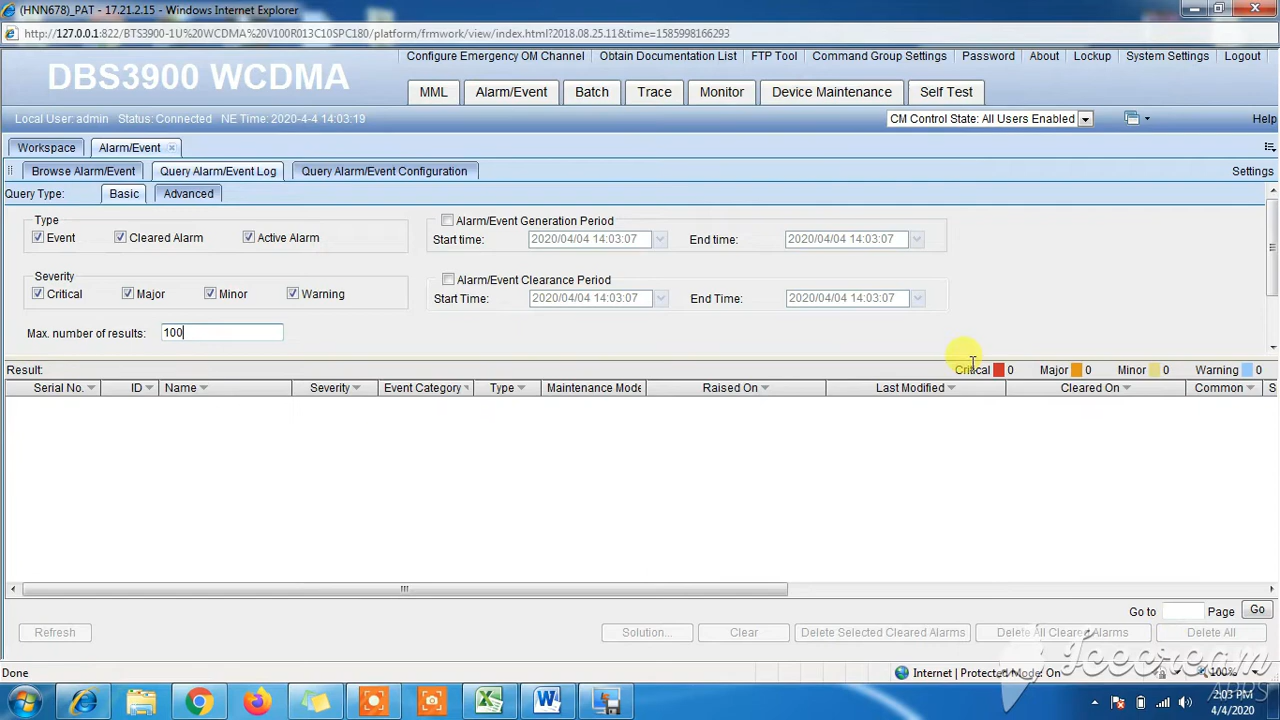 (HNN678)_PAT - 17.21.2.15 - Windows Internet Explorer
http://127.0.0.1:822/BTS3900-1U%20WCDMA%20V100R013C10SPC180/platform/frmwork/view/index.html?2018.08.25.11&time=1585998166293
Configure Emergency OM Channel Obtain Documentation List FTP Tool Command Group Settings Password About Lockup System Settings Logout
DBS3900 WCDMA
MML Alarm/Event Batch Trace Monitor Device Maintenance Self Test
Local User: admin Status: Connected NE Time: 2020-4-4 14:03:19 CM Control State: All Users Enabled Help
Workspace Alarm/Event
Browse Alarm/Event Query Alarm/Event Log Query Alarm/Event Configuration Settings
Query Type: Basic Advanced
Type Alarm/Event Generation Period
Event Cleared Alarm Active Alarm Start time: 2020/04/04 14:03:07 End time: 2020/04/04 14:03:07
Severity Alarm/Event Clearance Period
Critical Major Minor Warning Start Time: 2020/04/04 14:03:07 End Time: 2020/04/04 14:03:07
Max. number of results: 100
Result: Critical 0 Major 0 Minor 0 Warning 0
Serial No. ID Name Severity Event Category Type Maintenance Mode Raised On Last Modified Cleared On Common S
Go to Page Go
Refresh Solution... Clear Delete Selected Cleared Alarms Delete All Cleared Alarms Delete All
Done Internet | Protected Mode: On 100%
Icecream
APPS
2:03 PM
4/4/2020